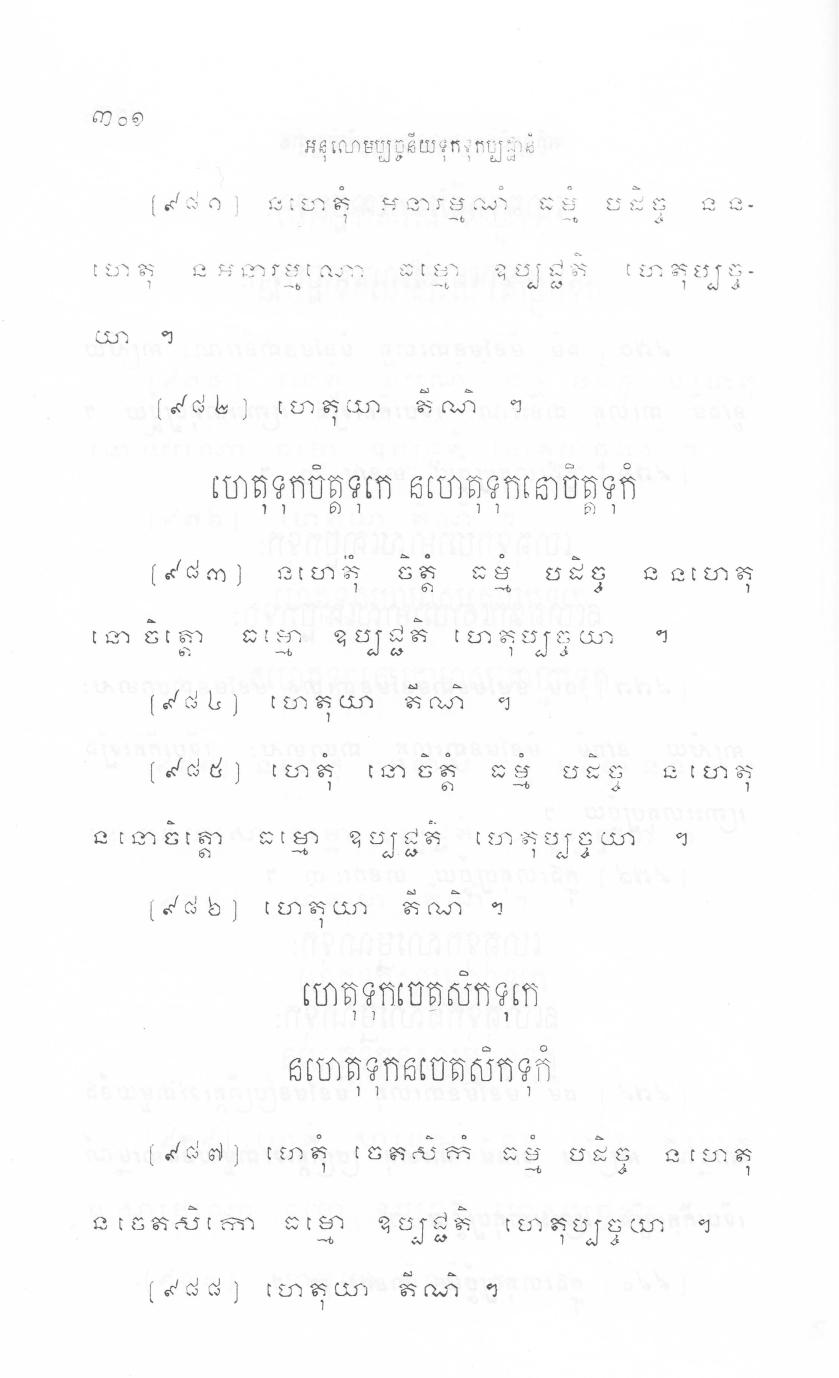 ៣០១
អនុលោមប្បច្ចនីយទុកទុកប្បដ្ឋានំ
(៩៨១) នហេតុំ អនារម្មណំ ធម្មំ បដិច្ច នន-
ហេតុ នអនារម្មណោ ធម្មោ ឧប្បជ្ជតិ ហេតុប្បច្ច-
យា ។
(៩៨២) ហេតុយា តីណិ ។
ហេតុទុកចិត្តទុកេ នហេតុទុកនោចិត្តទុកំ
(៩៨៣) នហេតុំ ចិត្តំ ធម្មំ បដិច្ច ននហេតុ
នោចិត្តោ ធម្មោ ឧប្បជ្ជតិ ហេតុប្បច្ចយា ។
(៩៨៤) ហេតុយា តីណិ ។
(៩៨៥) ហេតុំ នោចិត្តំ ធម្មំ បដិច្ច នហេតុ
ននោចិត្តោ ធម្មោ ឧប្បជ្ជតិ ហេតុប្បច្ចយា ។
(៩៨៦) ហេតុយា តីណិ ។
ហេតុទុកចេតសិកទុកេ
នហេតុទុកនចេតសិកទុកំ
(៩៨៧) ហេតុំ ចេតសិកំ ធម្មំ បដិច្ច នហេតុ
នចេតសិកោ ធម្មោ ឧប្បជ្ជតិ ហេតុប្បច្ចយា ។
(៩៨៨) ហេតុយា តីណិ ។